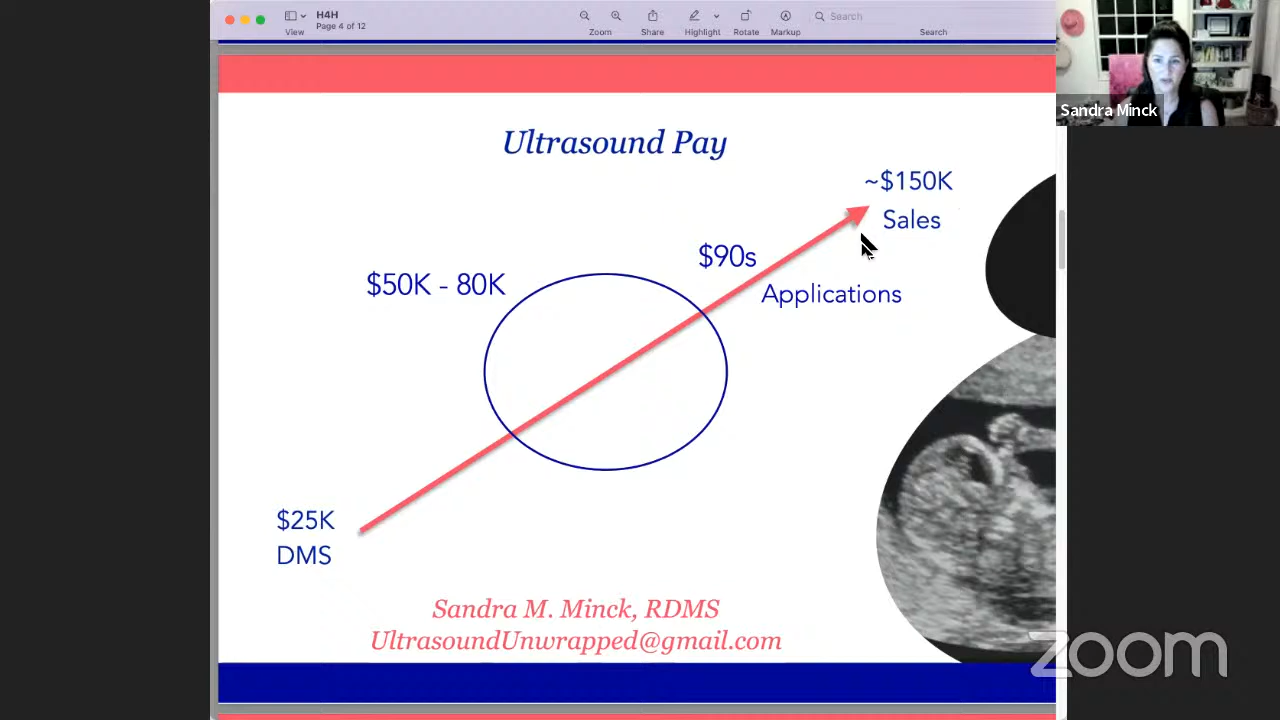 H4H
Page 4 of 12
View
Zoom
Share
Highlight
Rotate
Markup
Search
Search
Sandra Minck
Ultrasound Pay
~$150K
Sales
$90s
$50K - 80K
Applications
$25K
DMS
Sandra M. Minck, RDMS
UltrasoundUnwrapped@gmail.com
zoom